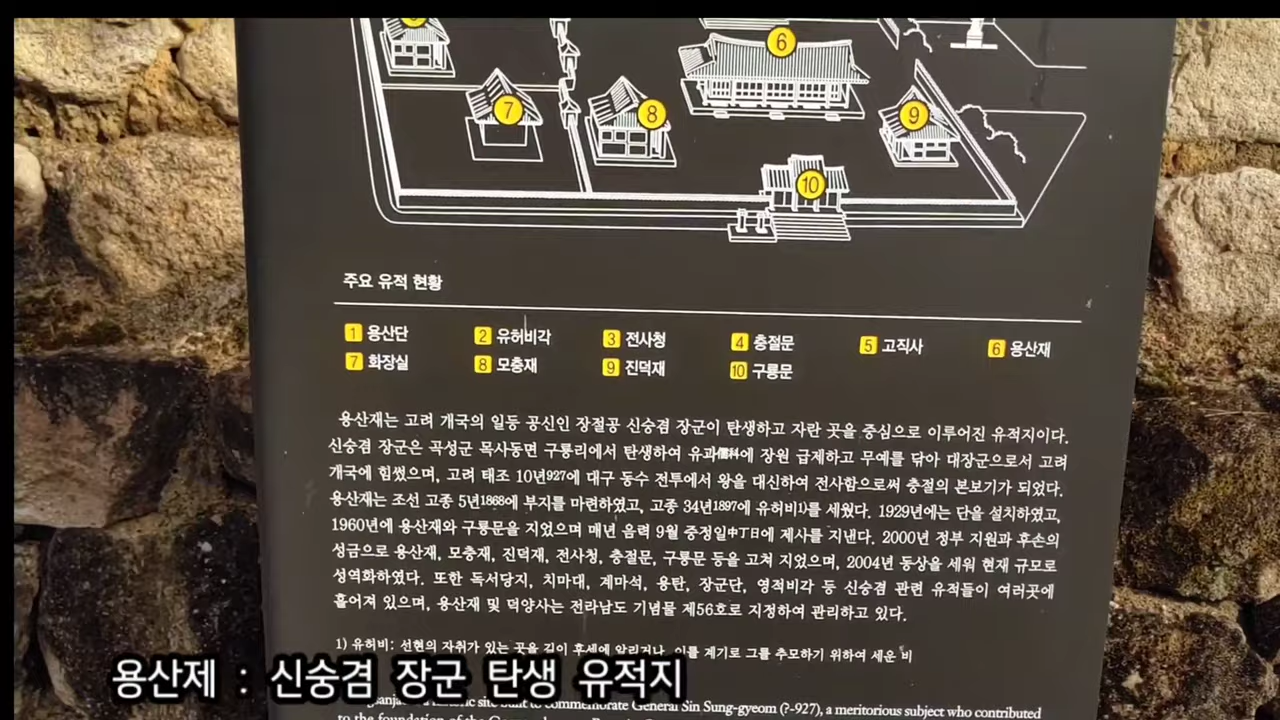 6
7
8
9
10
주요 유적 현황
1 용산단 2 유허비각 3 전사청 4 충절문 5 고직사 6 용산재
7 화장실 8 모충재 9 진덕재 10 구룡문
용산재는 고려 개국의 일등 공신인 장절공 신숭겸 장군이 탄생하고 자란 곳을 중심으로 이루어진 유적지이다.
신숭겸 장군은 곡성군 목사동면 구룡리에서 탄생하여 유과儒科에 장원 급제하고 무예를 닦아 대장군으로서 고려
개국에 힘썼으며, 고려 태조 10년927에 대구 동수 전투에서 왕을 대신하여 전사함으로써 충절의 본보기가 되었다.
용산재는 조선 고종 5년1868에 부지를 마련하였고, 고종 34년1897에 유허비1)를 세웠다. 1929년에는 단을 설치하였고,
1960년에 용산재와 구룡문을 지었으며 매년 음력 9월 중정일中丁日에 제사를 지낸다. 2000년 정부 지원과 후손의
성금으로 용산재, 모충재, 진덕재, 전사청, 충절문, 구룡문 등을 고쳐 지었으며, 2004년 동상을 세워 현재 규모로
성역화하였다. 또한 독서당지, 치마대, 계마석, 용탄, 장군단, 영적비각 등 신숭겸 관련 유적들이 여러곳에
흩어져 있으며, 용산재 및 덕양사는 전라남도 기념물 제56호로 지정하여 관리하고 있다.
1) 유허비: 선현의 자취가 있는 곳을 길이 후세에 알리거나, 이를 계기로 그를 추모하기 위하여 세운 비
용산제 : 신숭겸 장군 탄생 유적지
site built to commemorate General Sin Sung-gyeom (?-927), a meritorious subject who contributed
to the foundation of the